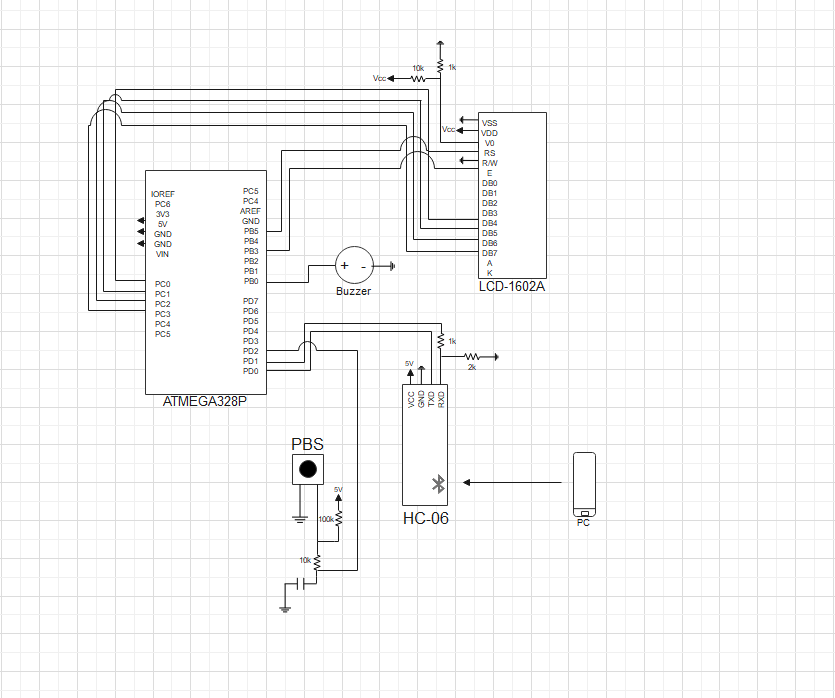 10k
1k
Vcc
Vcc
VSS
VDD
V0
RS
R/W
E
DB0
DB1
DB2
DB3
DB4
DB5
DB6
DB7
A
K
LCD-1602A
IOREF
PC6
3V3
5V
GND
GND
VIN
PC0
PC1
PC2
PC3
PC4
PC5
PC5
PC4
AREF
GND
PB5
PB4
PB3
PB2
PB1
PB0
PD7
PD6
PD5
PD4
PD3
PD2
PD1
PD0
ATMEGA328P
+ -
Buzzer
1k
2k
5V
VCC
GND
TXD
RXD
HC-06
PC
PBS
5V
100k
10k